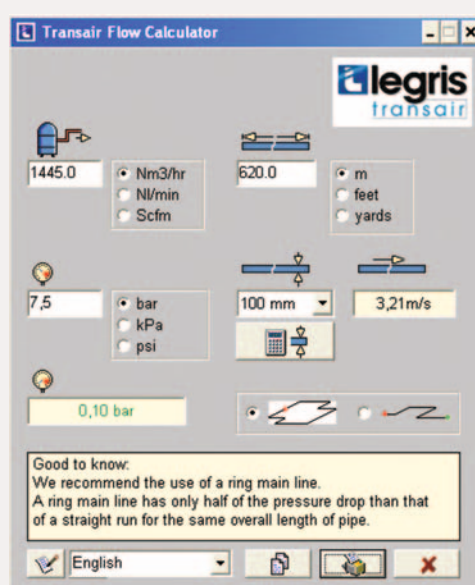 Transair Flow Calculator
legris
transair
1445.0
Nm3/hr
Nl/min
Scfm
620.0
m
feet
yards
7,5
bar
kPa
psi
100 mm
3,21m/s
0,10 bar
Good to know:
We recommend the use of a ring main line.
A ring main line has only half of the pressure drop than that
of a straight run for the same overall length of pipe.
English